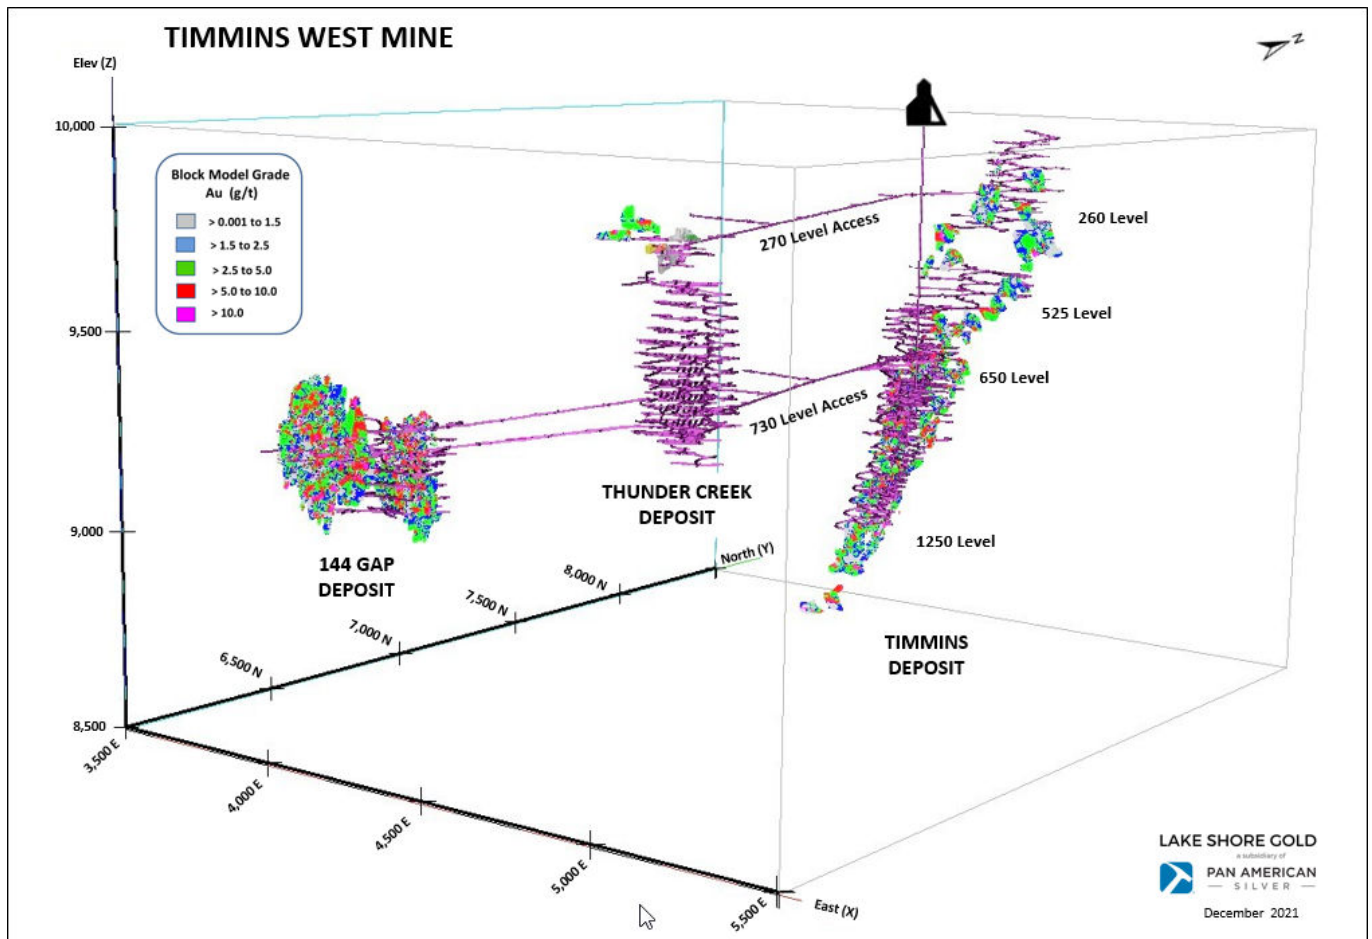 TIMMINS WEST MINE
Z
Elev (Z)
10,000
9,500
9,000
8,500
Block Model Grade
Au (g/t)
> 0.001 to 1.5
> 1.5 to 2.5
> 2.5 to 5.0
> 5.0 to 10.0
> 10.0
270 Level Access
260 Level
525 Level
650 Level
730 Level Access
1250 Level
144 GAP
DEPOSIT
THUNDER CREEK
DEPOSIT
TIMMINS
DEPOSIT
North (Y)
8,000 N
7,500 N
7,000 N
6,500 N
3,500 E
4,000 E
4,500 E
5,000 E
5,500 E
East (X)
LAKE SHORE GOLD
a subsidiary of
PAN AMERICAN
SILVER
December 2021